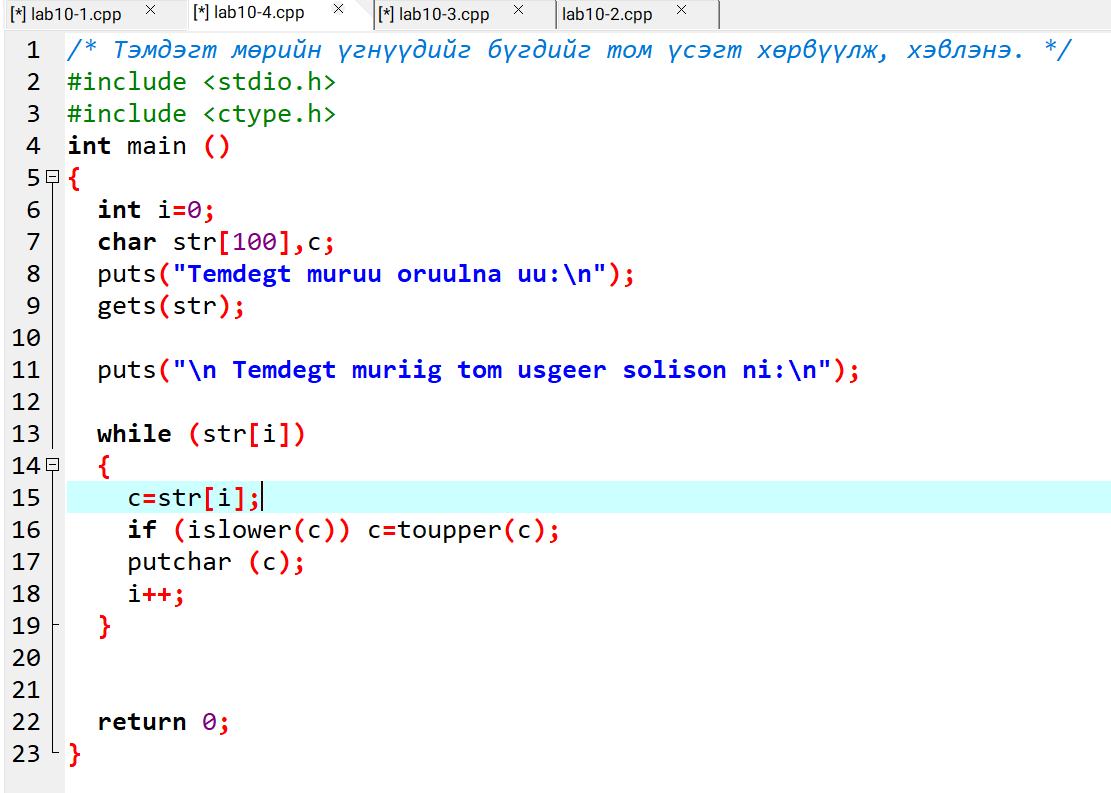 [*] lab10-1.cpp [*] lab10-4.cpp [*] lab10-3.cpp lab10-2.cpp
1 /* Тэмдэгт мөрийн үгнүүдийг бүгдийг том үсэгт хөрвүүлж, хэвлэнэ. */
2 #include <stdio.h>
3 #include <ctype.h>
4 int main ()
5 {
6 int i=0;
7 char str[100],c;
8 puts("Temdegt muruu oruulna uu:\n");
9 gets(str);
10
11 puts("\n Temdegt muriig tom usgeer solison ni:\n");
12
13 while (str[i])
14 {
15 c=str[i];
16 if (islower(c)) c=toupper(c);
17 putchar (c);
18 i++;
19 }
20
21
22 return 0;
23 }